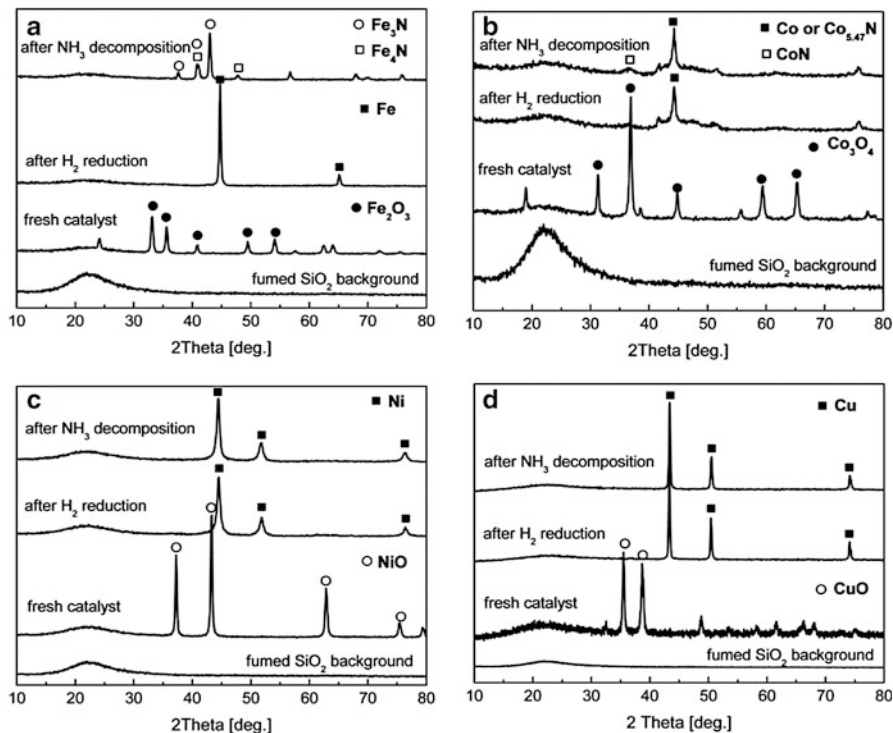 a
Fe₃N
Fe₄N
after NH₃ decomposition
Fe
after H₂ reduction
Fe₂O₃
fresh catalyst
fumed SiO₂ background
10 20 30 40 50 60 70 80
2Theta [deg.]
b
Co or Co₅.₄₇N
CoN
after NH₃ decomposition
after H₂ reduction
Co₃O₄
fresh catalyst
fumed SiO₂ background
10 20 30 40 50 60 70 80
2Theta [deg.]
c
Ni
after NH₃ decomposition
after H₂ reduction
NiO
fresh catalyst
fumed SiO₂ background
10 20 30 40 50 60 70 80
2Theta [deg.]
d
Cu
after NH₃ decomposition
after H₂ reduction
CuO
fresh catalyst
fumed SiO₂ background
10 20 30 40 50 60 70 80
2 Theta [deg.]